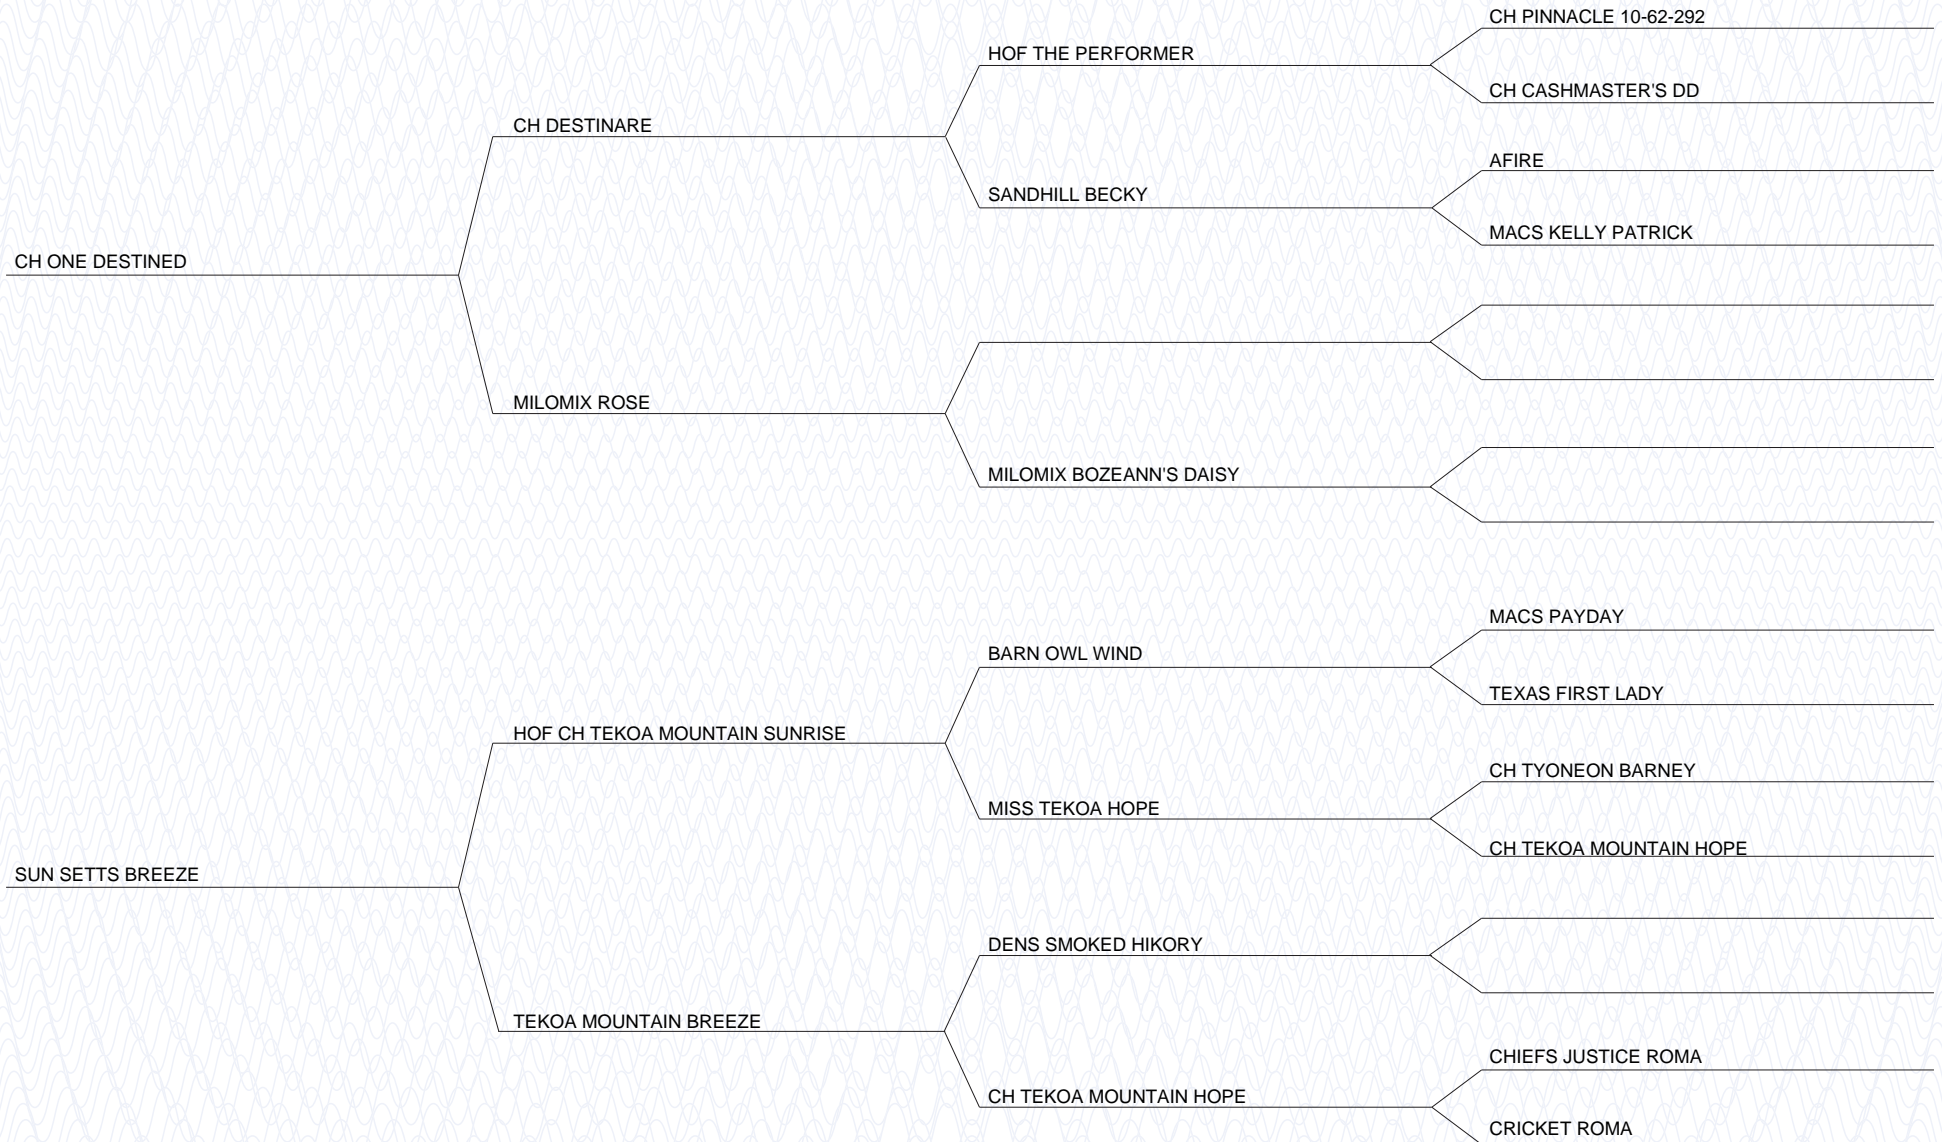 CH PINNACLE 10-62-292
HOF THE PERFORMER
CH CASHMASTER'S DD
CH DESTINARE
AFIRE
SANDHILL BECKY
MACS KELLY PATRICK
CH ONE DESTINED
MILOMIX ROSE
MILOMIX BOZEANN'S DAISY
MACS PAYDAY
BARN OWL WIND
TEXAS FIRST LADY
HOF CH TEKOA MOUNTAIN SUNRISE
CH TYONEON BARNEY
MISS TEKOA HOPE
CH TEKOA MOUNTAIN HOPE
SUN SETTS BREEZE
DENS SMOKED HIKORY
TEKOA MOUNTAIN BREEZE
CHIEFS JUSTICE ROMA
CH TEKOA MOUNTAIN HOPE
CRICKET ROMA